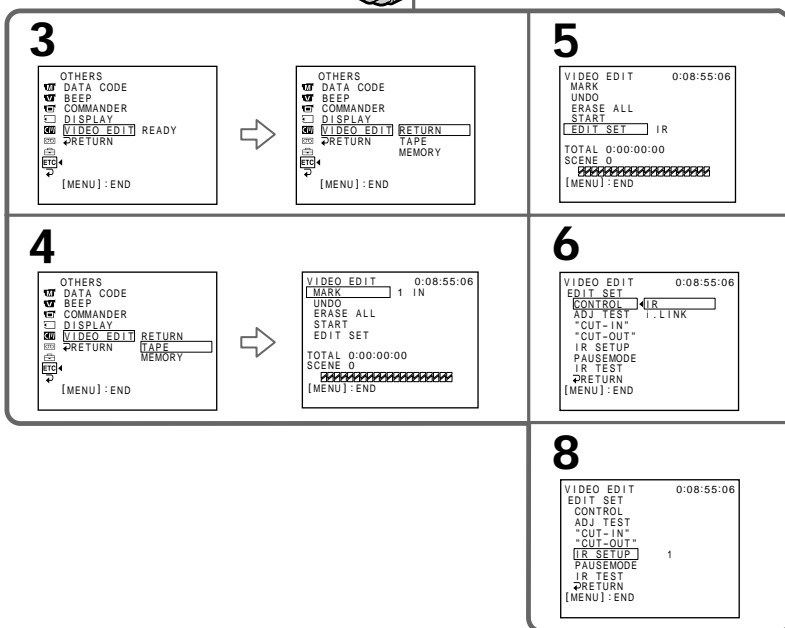 3
OTHERS
DATA CODE
BEEP
COMMANDER
DISPLAY
VIDEO EDIT READY
RETURN
ETC
[MENU] : END
OTHERS
DATA CODE
BEEP
COMMANDER
DISPLAY
VIDEO EDIT RETURN
RETURN TAPE
MEMORY
ETC
[MENU] : END
5
VIDEO EDIT 0:08:55:06
MARK
UNDO
ERASE ALL
START
EDIT SET IR
TOTAL 0:00:00:00
SCENE 0
[MENU] : END
4
OTHERS
DATA CODE
BEEP
COMMANDER
DISPLAY
VIDEO EDIT RETURN
RETURN TAPE
MEMORY
ETC
[MENU] : END
VIDEO EDIT 0:08:55:06
MARK 1 IN
UNDO
ERASE ALL
START
EDIT SET
TOTAL 0:00:00:00
SCENE 0
[MENU] : END
6
VIDEO EDIT 0:08:55:06
EDIT SET
CONTROL IR
ADJ TEST i.LINK
"CUT-IN"
"CUT-OUT"
IR SETUP
PAUSEMODE
IR TEST
RETURN
[MENU] : END
8
VIDEO EDIT 0:08:55:06
EDIT SET
CONTROL
ADJ TEST
"CUT-IN"
"CUT-OUT"
IR SETUP 1
PAUSEMODE
IR TEST
RETURN
[MENU] : END